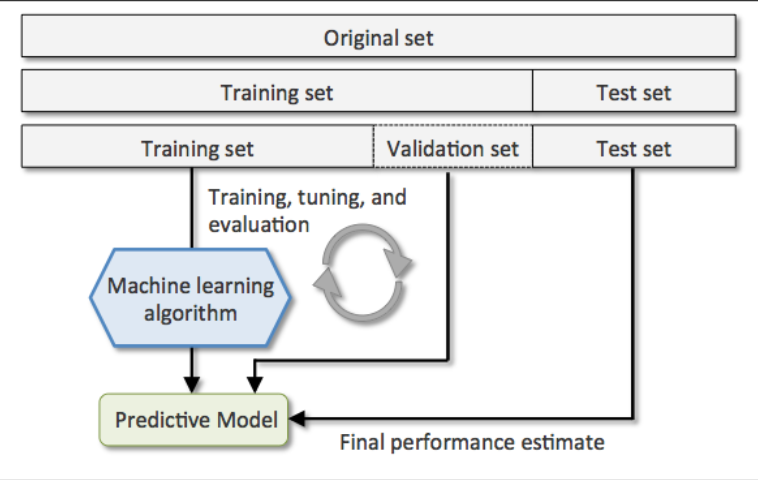 Original set
Training set
Test set
Training set
Validation set
Test set
Training, tuning, and
evaluation
Machine learning
algorithm
Predictive Model
Final performance estimate